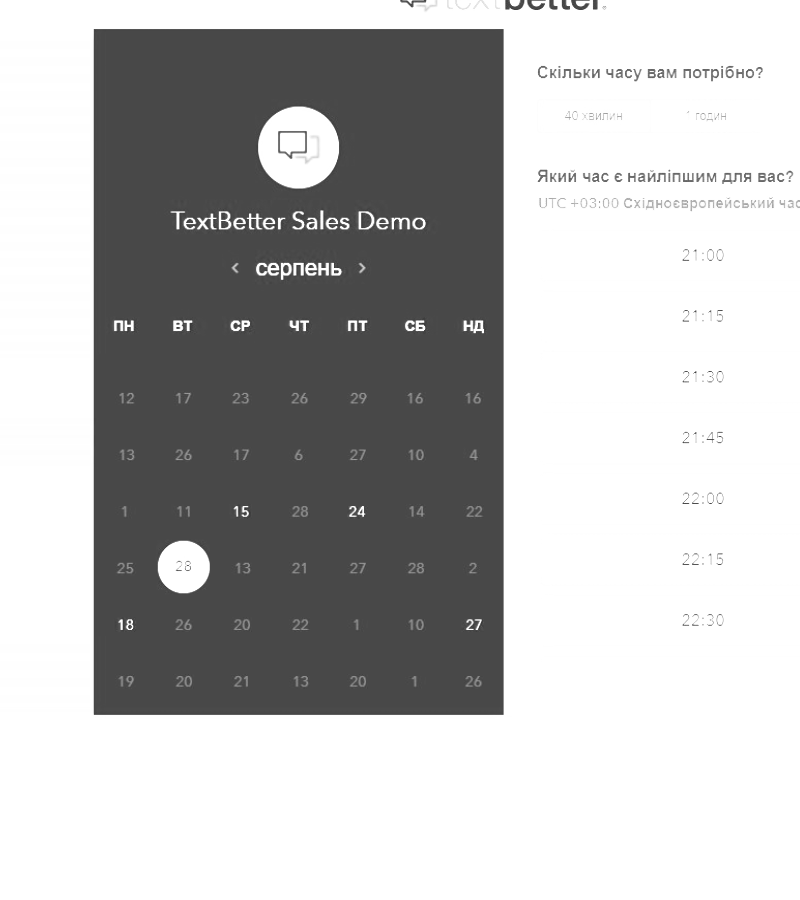 textbetter
TextBetter Sales Demo
серпень
ПН ВТ СР ЧТ ПТ СБ НД
12 17 23 26 29 16 16
13 26 17 6 27 10 4
1 11 15 28 24 14 22
25 28 13 21 27 28 2
18 26 20 22 1 10 27
19 20 21 13 20 1 26
Скільки часу вам потрібно?
40 хвилин 1 годин
Який час є найліпшим для вас?
UTC +03:00 Східноєвропейський час
21:00
21:15
21:30
21:45
22:00
22:15
22:30